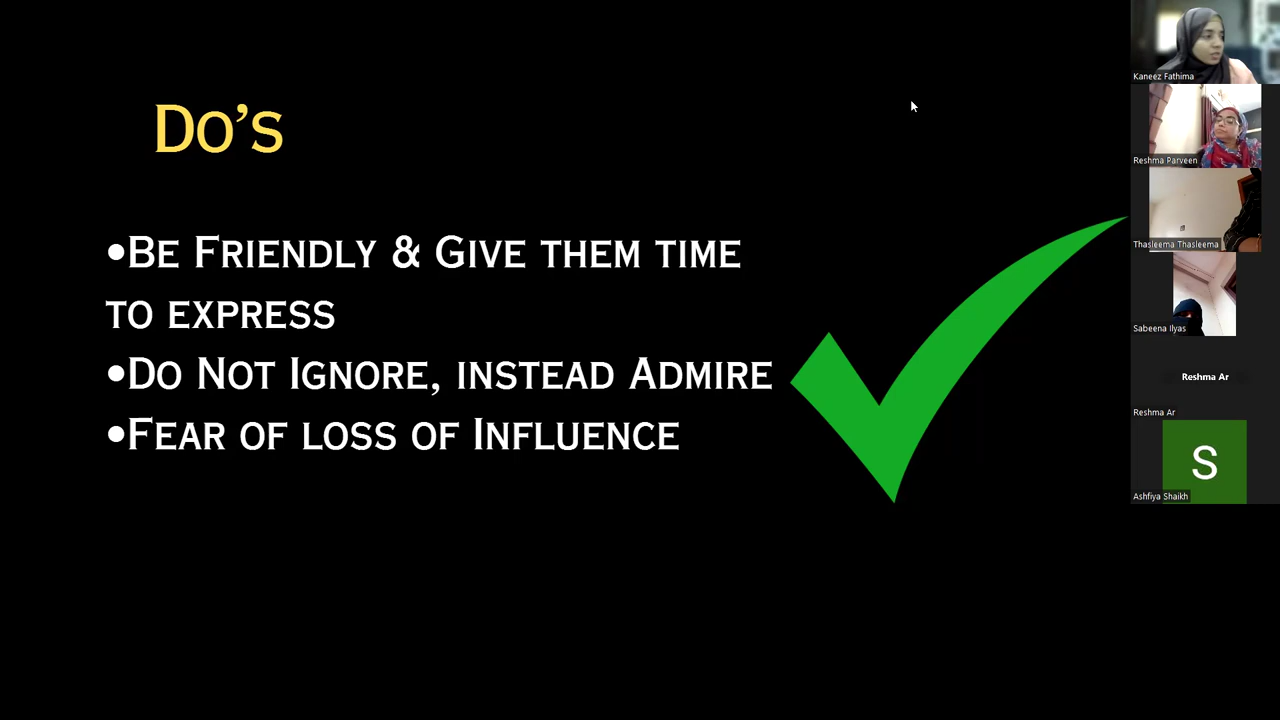 Do's
•Be Friendly & Give them time
to express
•Do Not Ignore, instead Admire
•Fear of loss of Influence
Kaneez Fathima
Reshma Parveen
Thasleema Thasleema
Sabeena Ilyas
Reshma Ar
Reshma Ar
S
Ashfiya Shaikh